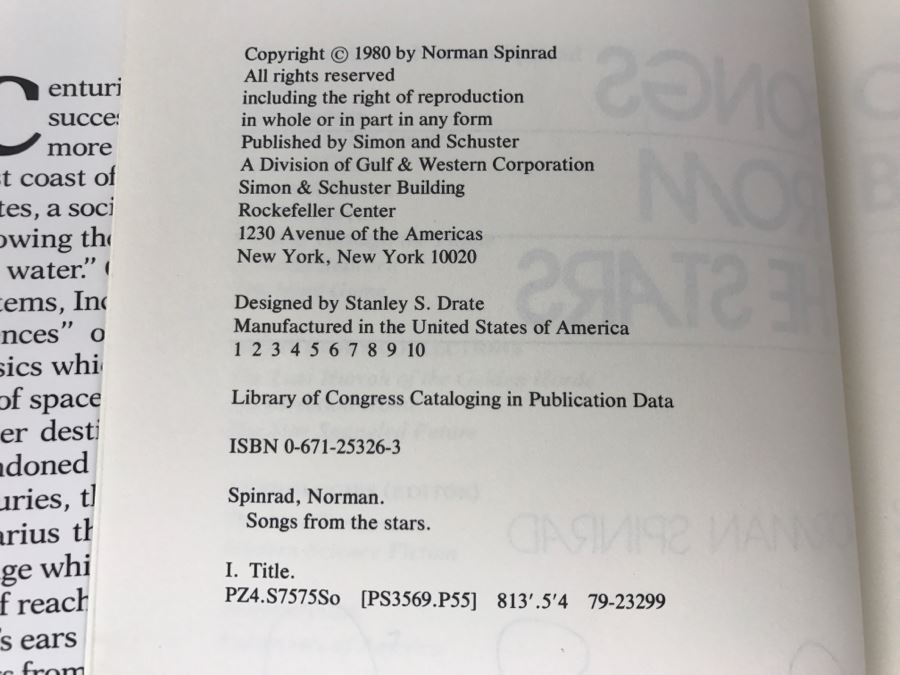 Copyright © 1980 by Norman Spinrad
All rights reserved
including the right of reproduction
in whole or in part in any form
Published by Simon and Schuster
A Division of Gulf & Western Corporation
Simon & Schuster Building
Rockefeller Center
1230 Avenue of the Americas
New York, New York 10020
Designed by Stanley S. Drate
Manufactured in the United States of America
1 2 3 4 5 6 7 8 9 10
Library of Congress Cataloging in Publication Data
ISBN 0-671-25326-3
Spinrad, Norman.
Songs from the stars.
I. Title.
PZ4.S7575So [PS3569.P55] 813'.5'4 79-23299
Centuri
succes
more
st coast of
tes, a soci
owing the
water."
tems, Inc
nces" o
sics whi
of space
er desti
ndoned
uries, th
arius th
ge whi
f reach
's ears
from